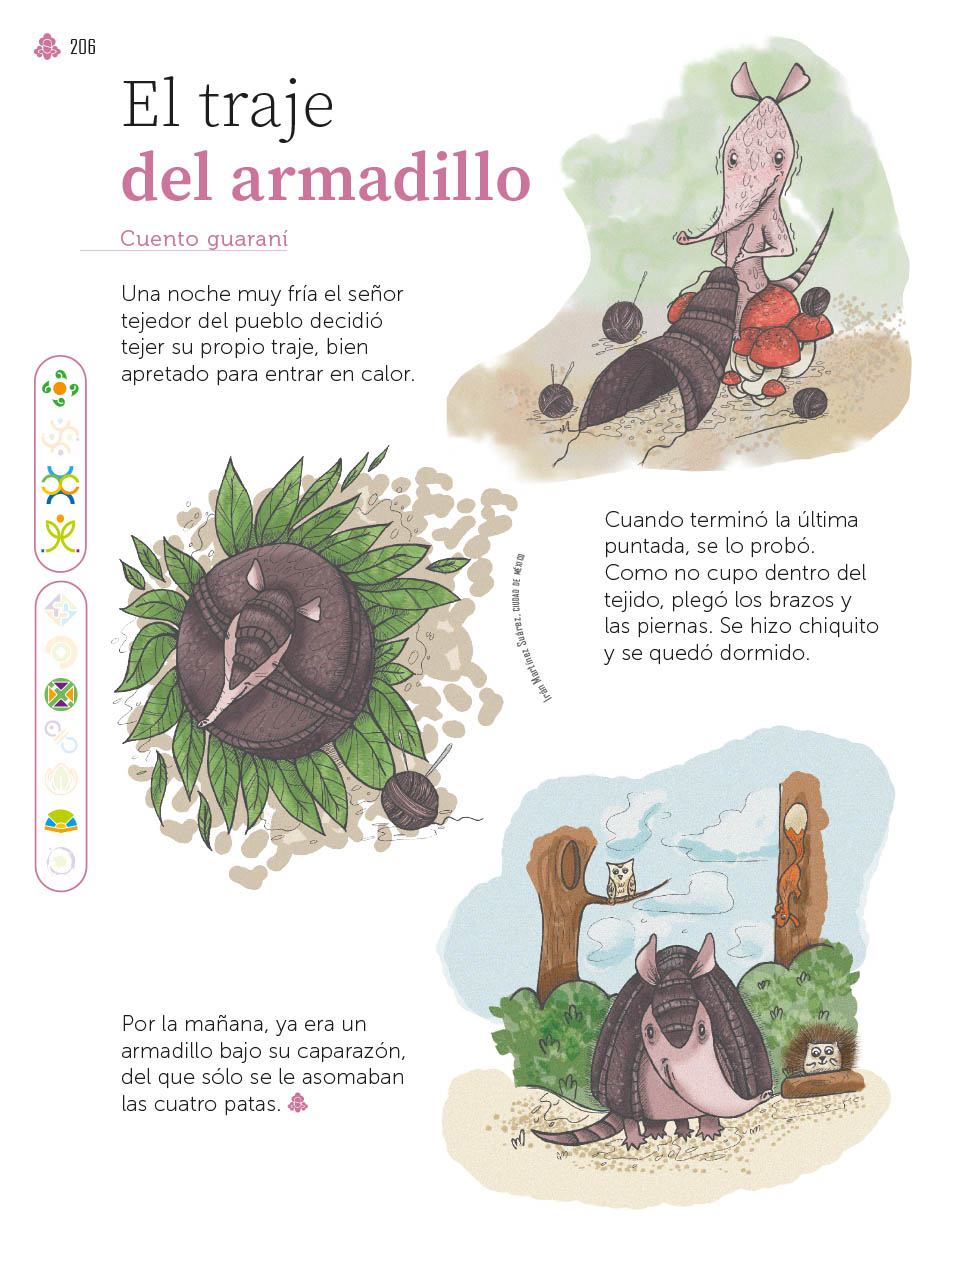 206
El traje
del armadillo
Cuento guaraní
Una noche muy fría el señor
tejedor del pueblo decidió
tejer su propio traje, bien
apretado para entrar en calor.
Cuando terminó la última
puntada, se lo probó.
Como no cupo dentro del
tejido, plegó los brazos y
las piernas. Se hizo chiquito
y se quedó dormido.
Irán Martínez Suárez, CIUDAD DE MÉXICO
Por la mañana, ya era un
armadillo bajo su caparazón,
del que sólo se le asomaban
las cuatro patas.